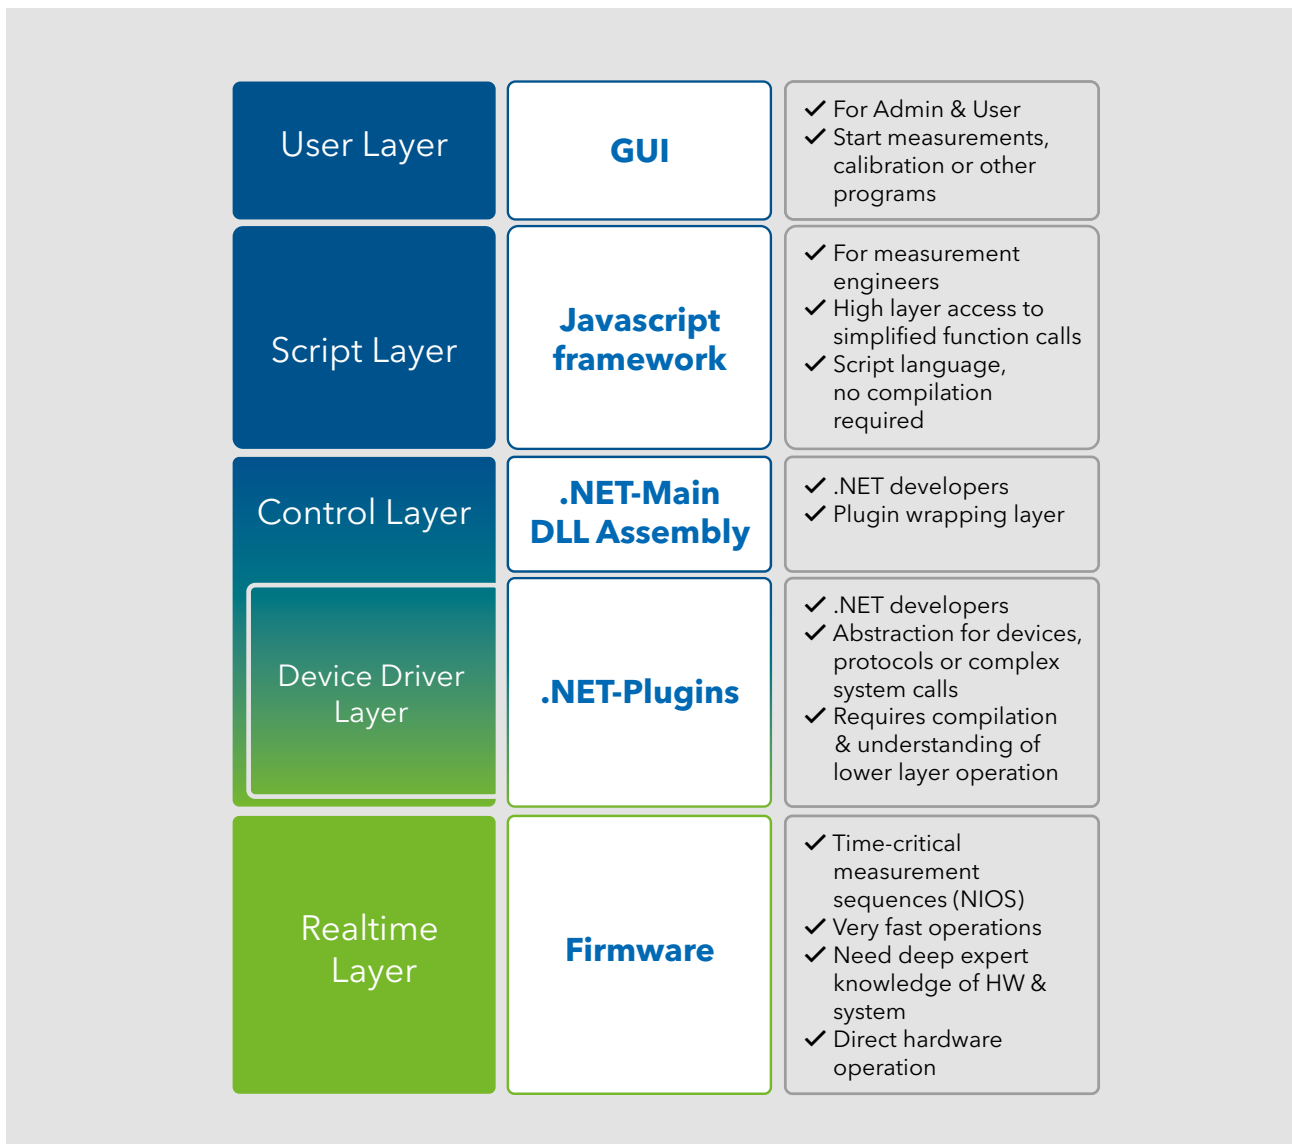 User Layer
GUI
✓ For Admin & User
✓ Start measurements,
calibration or other
programs
Script Layer
Javascript
framework
✓ For measurement
engineers
✓ High layer access to
simplified function calls
✓ Script language,
no compilation
required
Control Layer
.NET-Main
DLL Assembly
✓ .NET developers
✓ Plugin wrapping layer
Device Driver
Layer
.NET-Plugins
✓ .NET developers
✓ Abstraction for devices,
protocols or complex
system calls
✓ Requires compilation
& understanding of
lower layer operation
Realtime
Layer
Firmware
✓ Time-critical
measurement
sequences (NIOS)
✓ Very fast operations
✓ Need deep expert
knowledge of HW &
system
✓ Direct hardware
operation